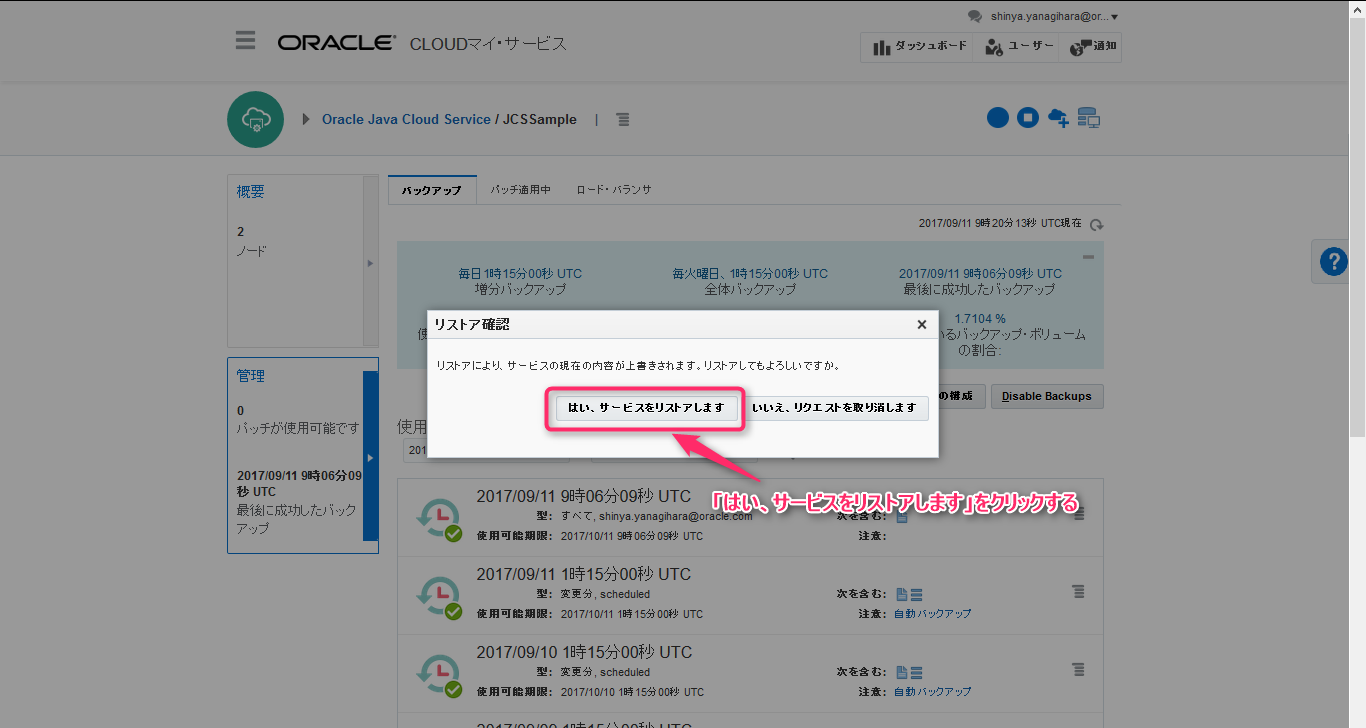 shinya.yanagihara@or...
ORACLE CLOUDマイ・サービス
ダッシュボード ユーザー 通知
Oracle Java Cloud Service / JCSSample |
概要
2
ノード
管理
0
パッチが使用可能です
2017/09/11 9時06分09
秒 UTC
最後に成功したバック
アップ
バックアップ パッチ適用中 ロード・バランサ
2017/09/11 9時20分13秒 UTC現在
毎日1時15分00秒 UTC
増分バックアップ
毎火曜日、1時15分00秒 UTC
全体バックアップ
2017/09/11 9時06分09秒 UTC
最後に成功したバックアップ
1.7104 %
いるバックアップ・ボリューム
の割合:
リストア確認
リストアにより、サービスの現在の内容が上書きされます。リストアしてもよろしいですか。
はい、サービスをリストアします いいえ、リクエストを取り消します
の構成 Disable Backups
使用
201
「はい、サービスをリストアします」をクリックする
2017/09/11 9時06分09秒 UTC
型: すべて, shinya.yanagihara@oracle.com 次を含む:
使用可能期限: 2017/10/11 9時06分09秒 UTC 注意:
2017/09/11 1時15分00秒 UTC
型: 変更分, scheduled 次を含む:
使用可能期限: 2017/10/11 1時15分00秒 UTC 注意: 自動バックアップ
2017/09/10 1時15分00秒 UTC
型: 変更分, scheduled 次を含む:
使用可能期限: 2017/10/10 1時15分00秒 UTC 注意: 自動バックアップ